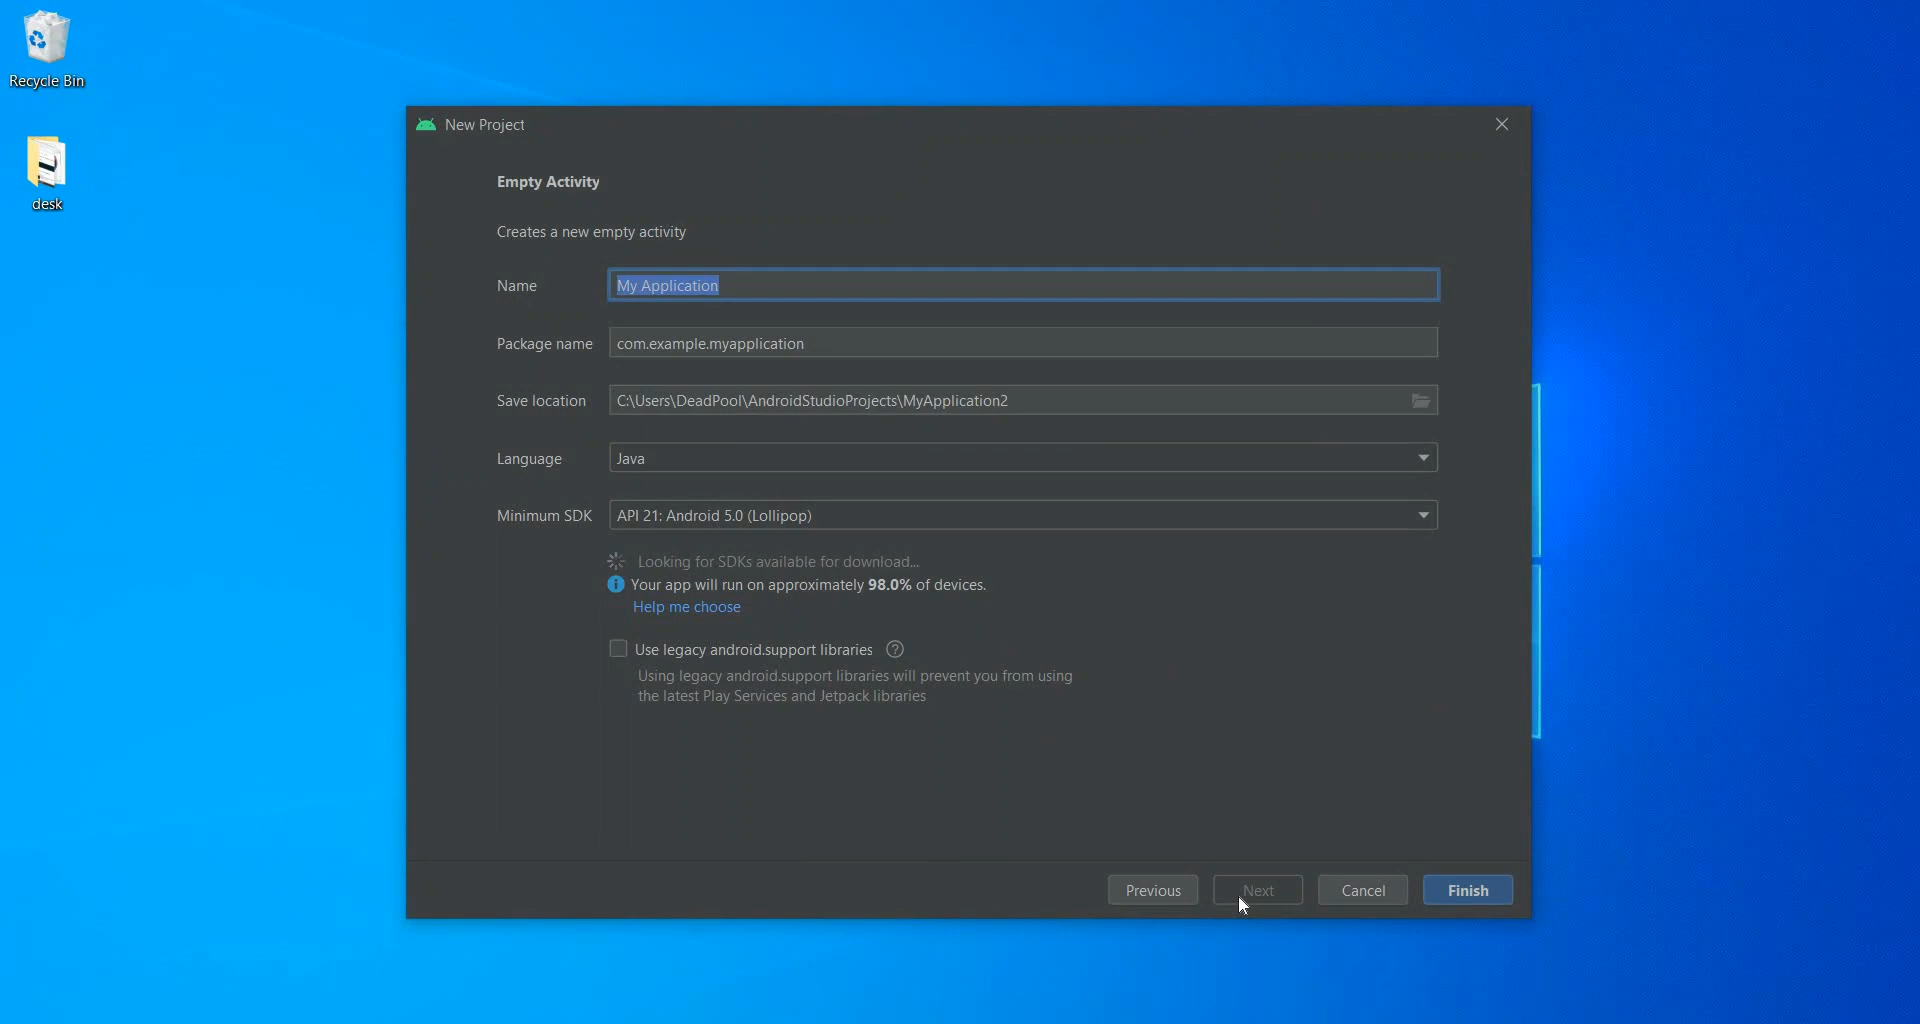 Recycle Bin
desk
New Project
Empty Activity
Creates a new empty activity
Name My Application
Package name com.example.myapplication
Save location C:\Users\DeadPool\AndroidStudioProjects\MyApplication2
Language Java
Minimum SDK API 21: Android 5.0 (Lollipop)
Looking for SDKs available for download...
Your app will run on approximately 98.0% of devices.
Help me choose
Use legacy android.support libraries ?
Using legacy android.support libraries will prevent you from using
the latest Play Services and Jetpack libraries
Previous Next Cancel Finish